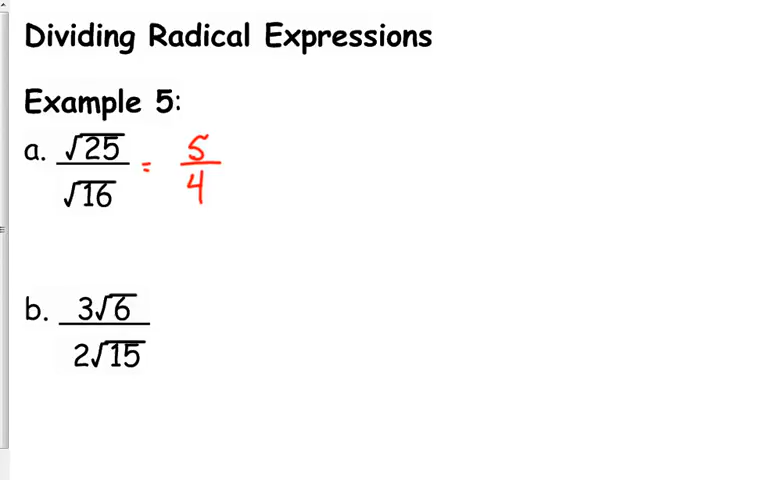 Dividing Radical Expressions
Example 5:
a. √25/√16 = 5/4
b. 3√6/2√15